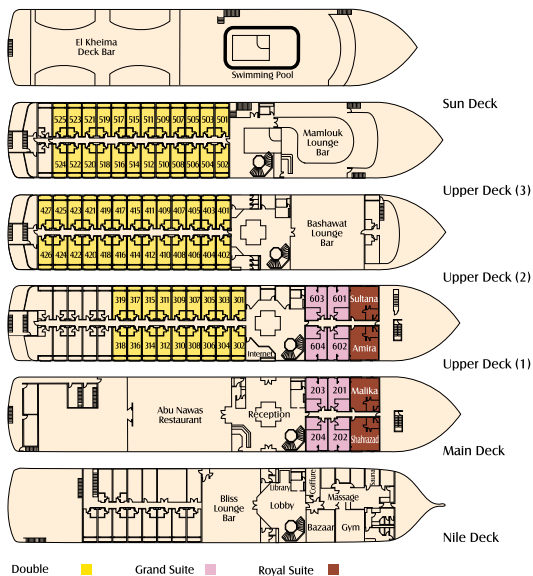 El Kheima
Deck Bar
Swimming Pool
Sun Deck
525 523 521 519 517 515 511 509 507 505 503 501
Mamlouk
Lounge
Bar
524 522 520 518 516 514 512 510 508 506 504 502
Upper Deck (3)
427 425 423 421 419 417 415 411 409 407 405 403 401
Bashawat
Lounge
Bar
426 424 422 420 418 416 414 412 410 408 406 404 402
Upper Deck (2)
319 317 315 311 309 307 305 303 301
603 601 Sultana
318 316 314 312 310 308 306 304 302
Internet
604 602 Amira
Upper Deck (1)
203 201 Malika
Abu Nawas
Restaurant
Reception
204 202 Shahrazad
Main Deck
Bliss
Lounge
Bar
Library
Lobby
Coiffure
Massage
Sauna
Bazaar
Gym
Nile Deck
Double
Grand Suite
Royal Suite